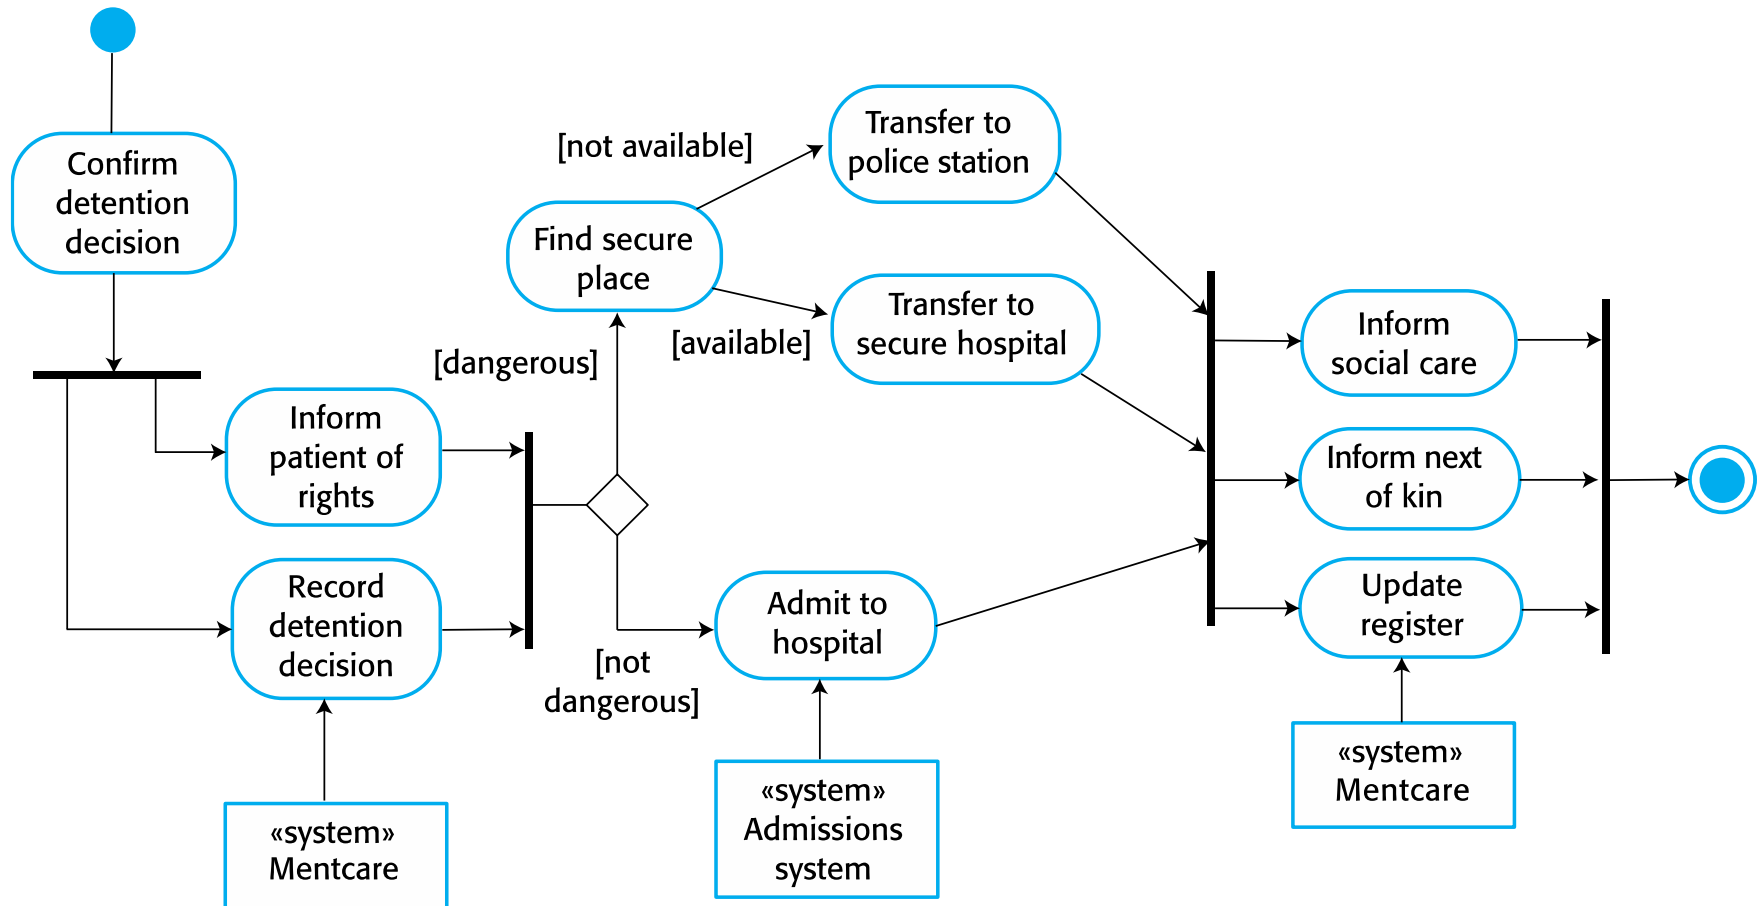 Confirm
detention
decision
Inform
patient of
rights
Record
detention
decision
«system»
Mentcare
[dangerous]
[not
dangerous]
Find secure
place
[not available]
[available]
Transfer to
police station
Transfer to
secure hospital
Admit to
hospital
«system»
Admissions
system
Inform
social care
Inform next
of kin
Update
register
«system»
Mentcare